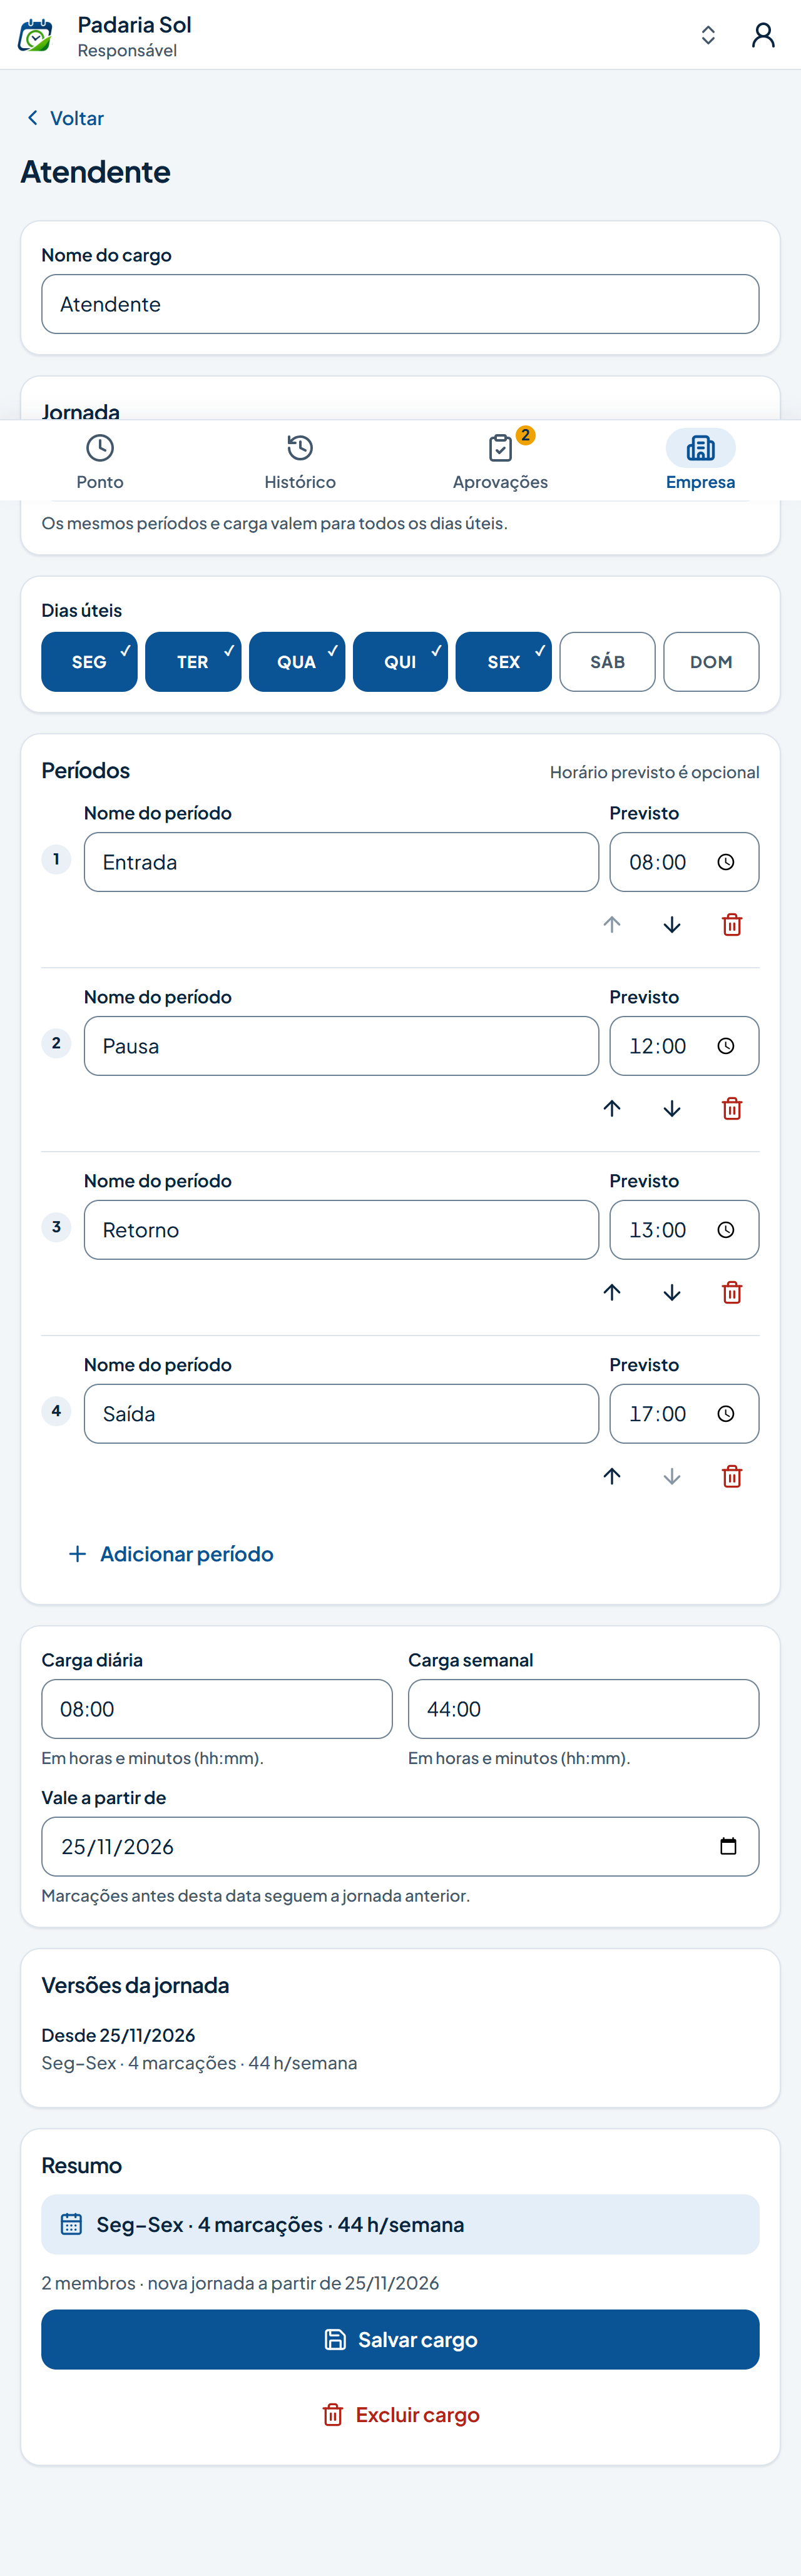 Padaria Sol
Responsável
Voltar
Atendente
Nome do cargo
Atendente
Jornada
Ponto
Histórico
2
Aprovações
Empresa
Os mesmos períodos e carga valem para todos os dias úteis.
Dias úteis
SEG TER QUA QUI SEX SÁB DOM
Períodos
Horário previsto é opcional
Nome do período Previsto
1 Entrada 08:00
Nome do período Previsto
2 Pausa 12:00
Nome do período Previsto
3 Retorno 13:00
Nome do período Previsto
4 Saída 17:00
Adicionar período
Carga diária Carga semanal
08:00 44:00
Em horas e minutos (hh:mm). Em horas e minutos (hh:mm).
Vale a partir de
25/11/2026
Marcações antes desta data seguem a jornada anterior.
Versões da jornada
Desde 25/11/2026
Seg–Sex · 4 marcações · 44 h/semana
Resumo
Seg–Sex · 4 marcações · 44 h/semana
2 membros · nova jornada a partir de 25/11/2026
Salvar cargo
Excluir cargo